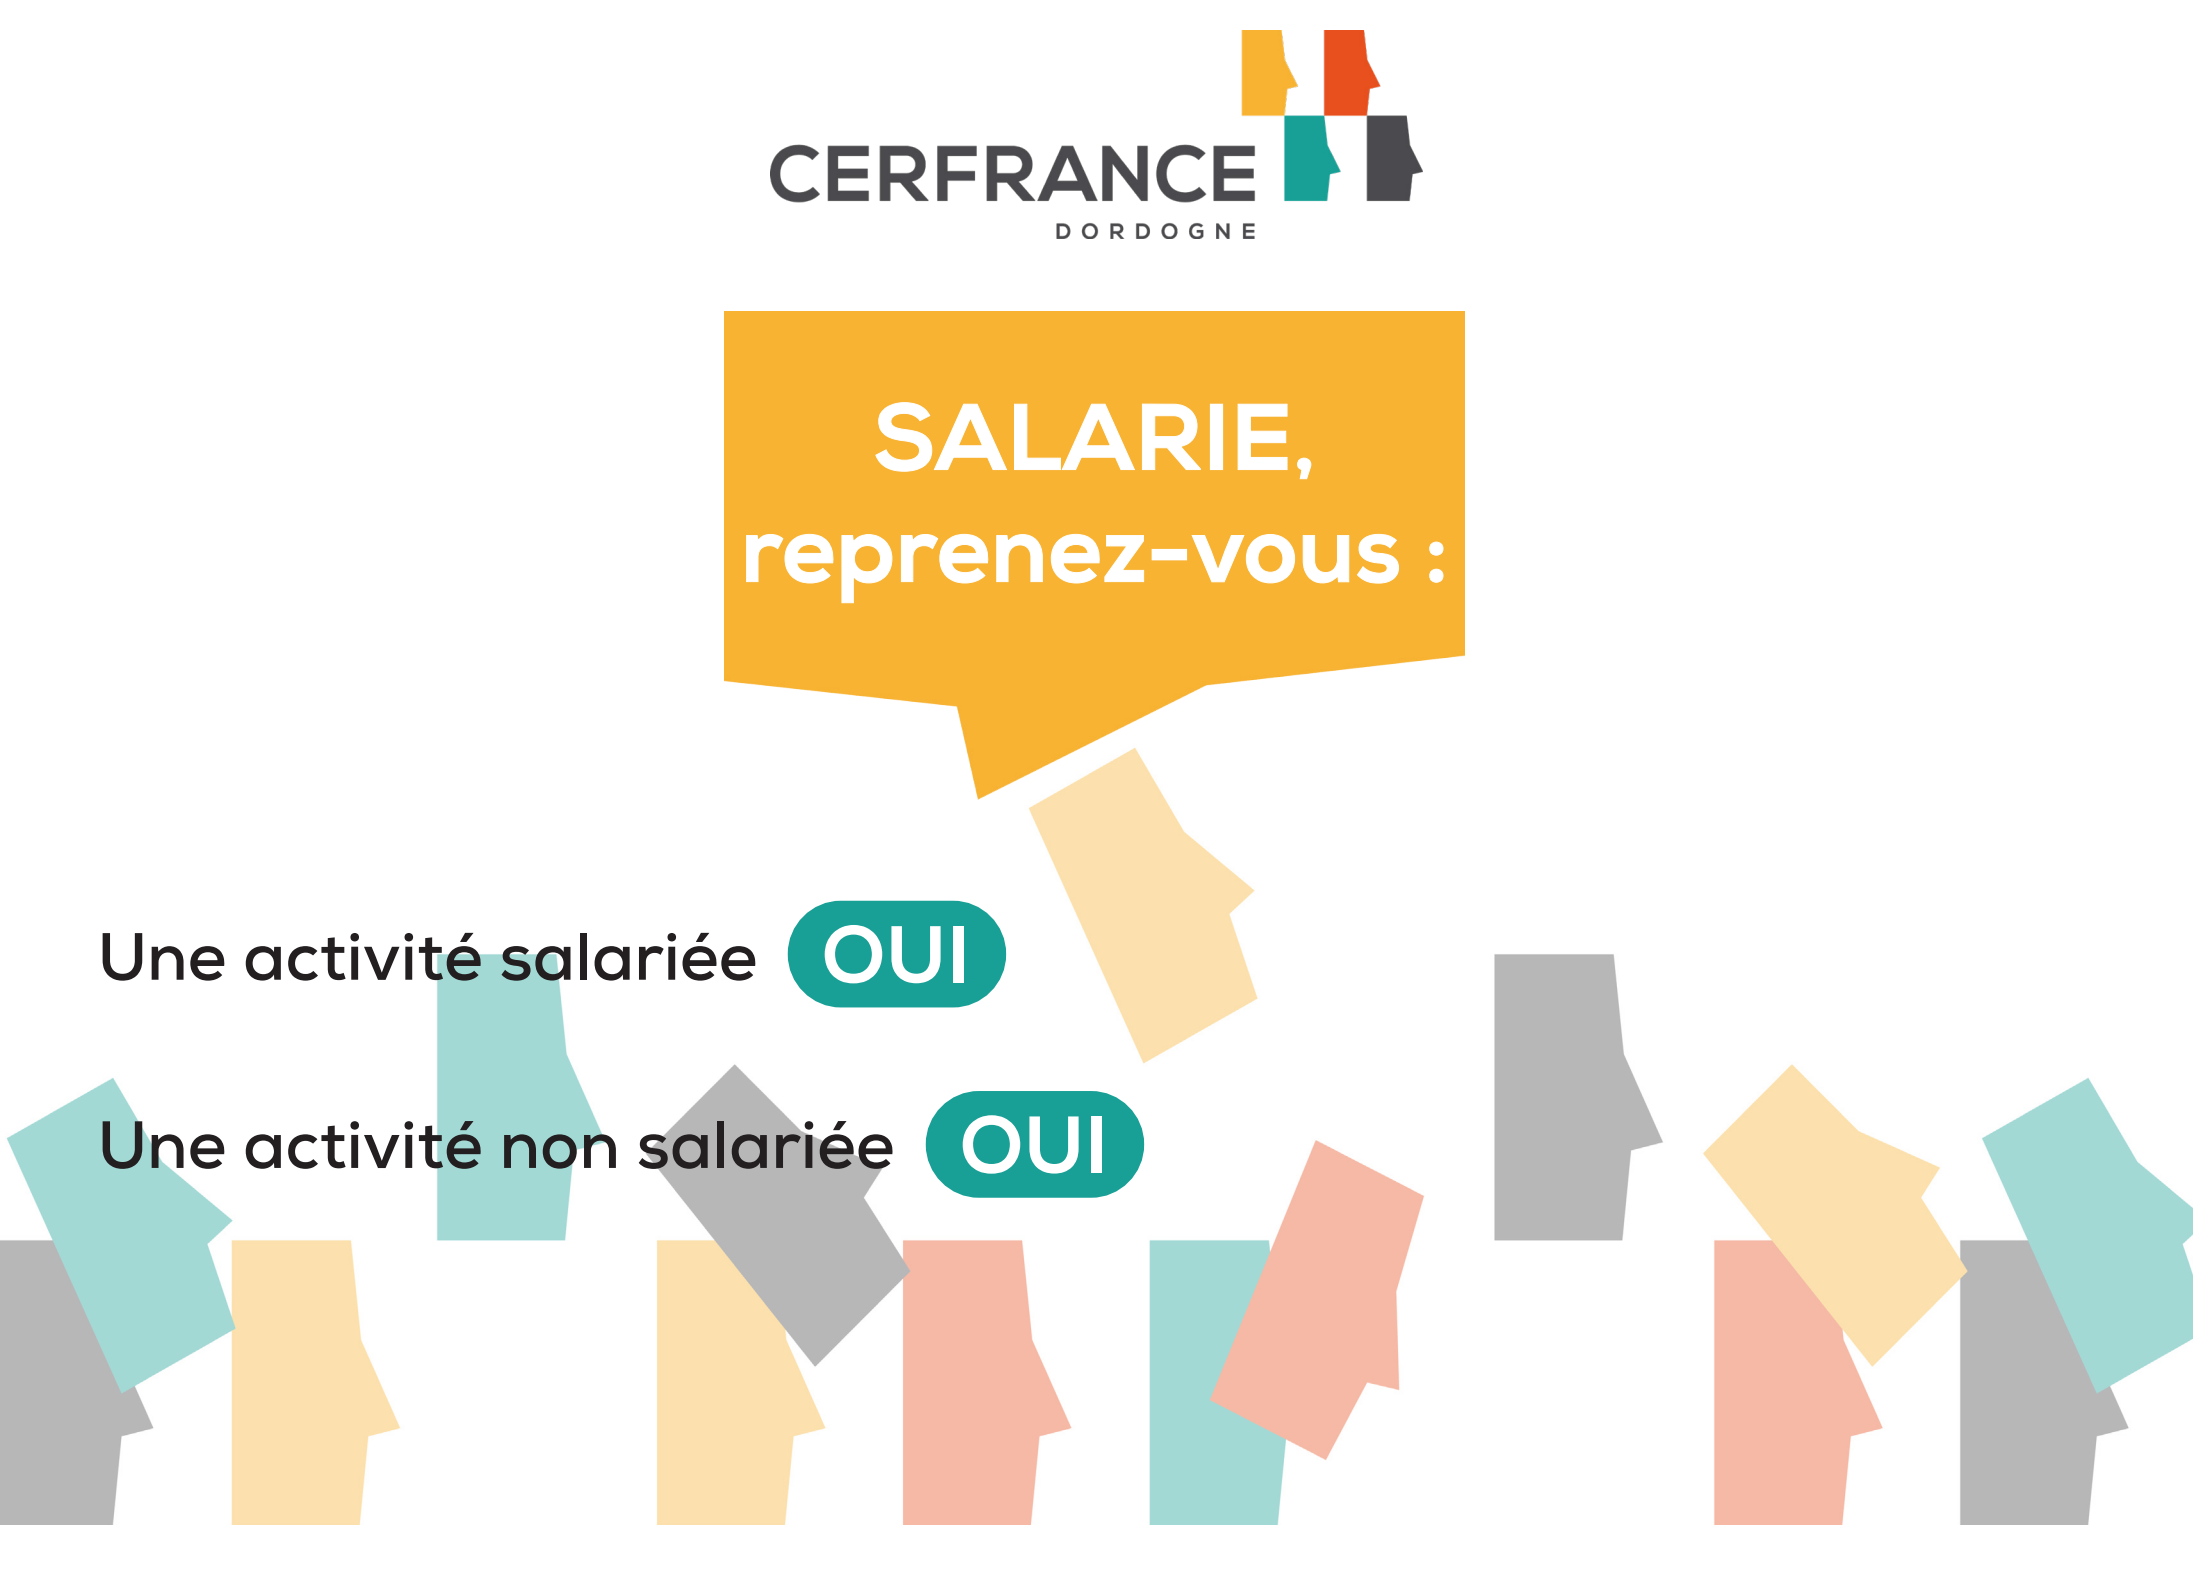 CERFRANCE
DORDOGNE
SALARIE,
reprenez-vous :
Une activité salariée OUI
Une activité non salariée OUI